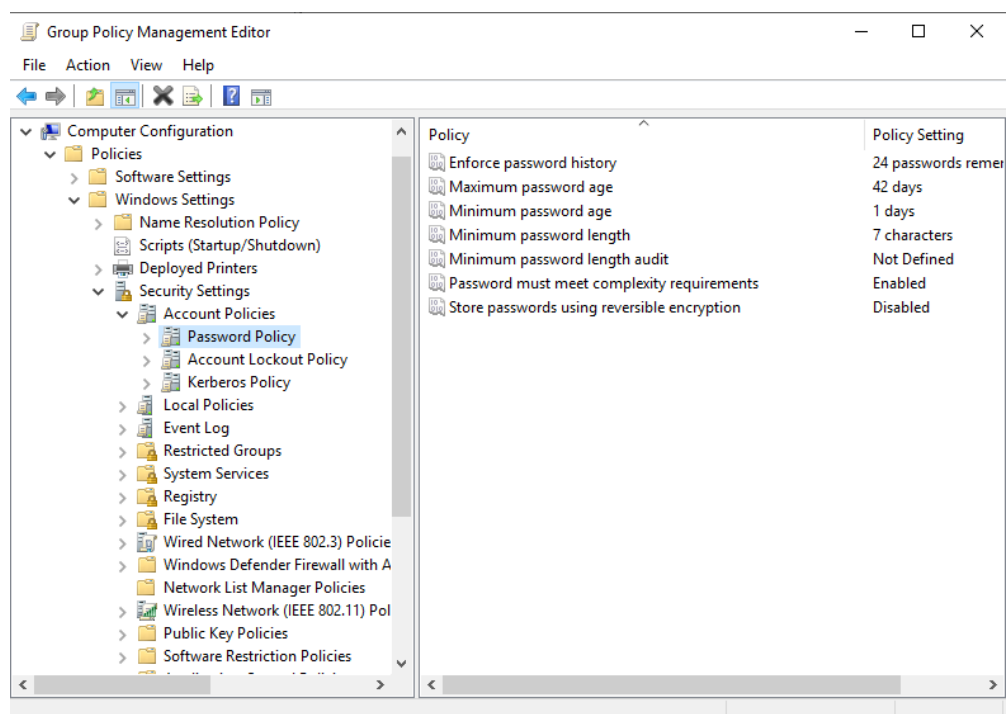 Group Policy Management Editor
File Action View Help
Computer Configuration
Policies
Software Settings
Windows Settings
Name Resolution Policy
Scripts (Startup/Shutdown)
Deployed Printers
Security Settings
Account Policies
Password Policy
Account Lockout Policy
Kerberos Policy
Local Policies
Event Log
Restricted Groups
System Services
Registry
File System
Wired Network (IEEE 802.3) Policie
Windows Defender Firewall with A
Network List Manager Policies
Wireless Network (IEEE 802.11) Pol
Public Key Policies
Software Restriction Policies
Policy Policy Setting
Enforce password history 24 passwords remer
Maximum password age 42 days
Minimum password age 1 days
Minimum password length 7 characters
Minimum password length audit Not Defined
Password must meet complexity requirements Enabled
Store passwords using reversible encryption Disabled